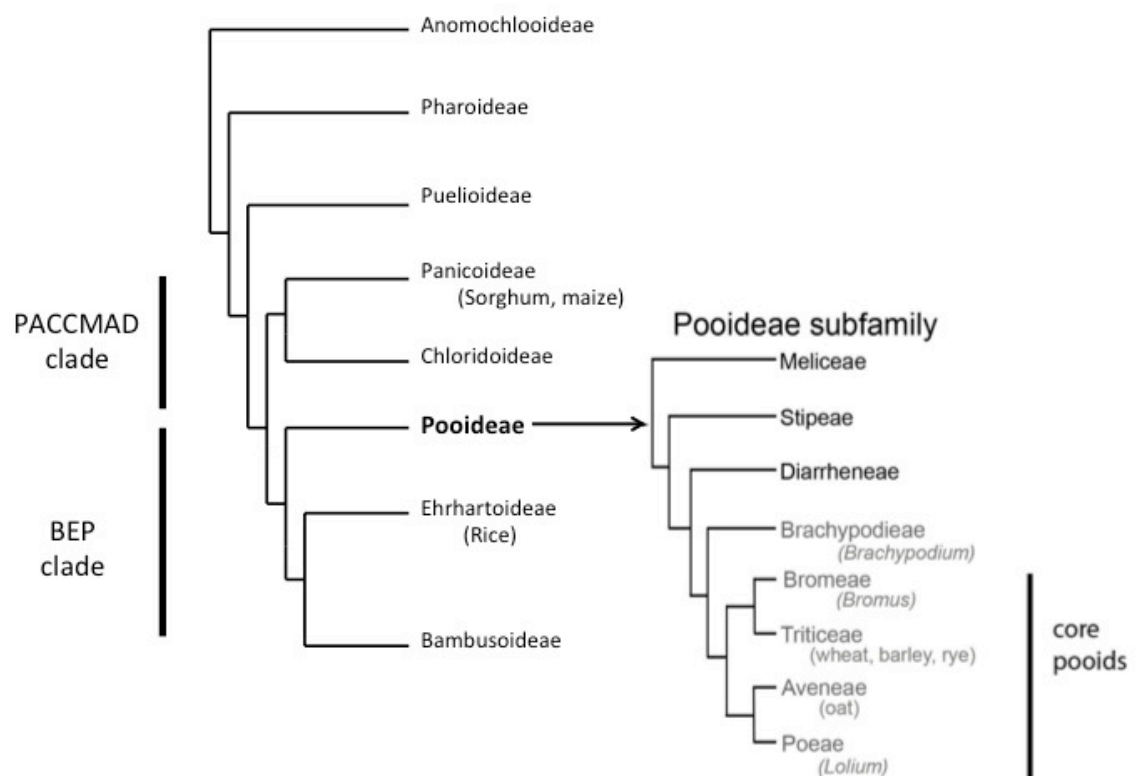 Anomochlooideae
Pharoideae
Puelioideae
Panicoideae
(Sorghum, maize)
Chloridoideae
Pooideae
Ehrhartoideae
(Rice)
Bambusoideae
PACCMAD
clade
BEP
clade
Pooideae subfamily
Meliceae
Stipeae
Diarrheneae
Brachypodieae
(Brachypodium)
Bromeae
(Bromus)
Triticeae
(wheat, barley, rye)
Aveneae
(oat)
Poeae
(Lolium)
core
pooids